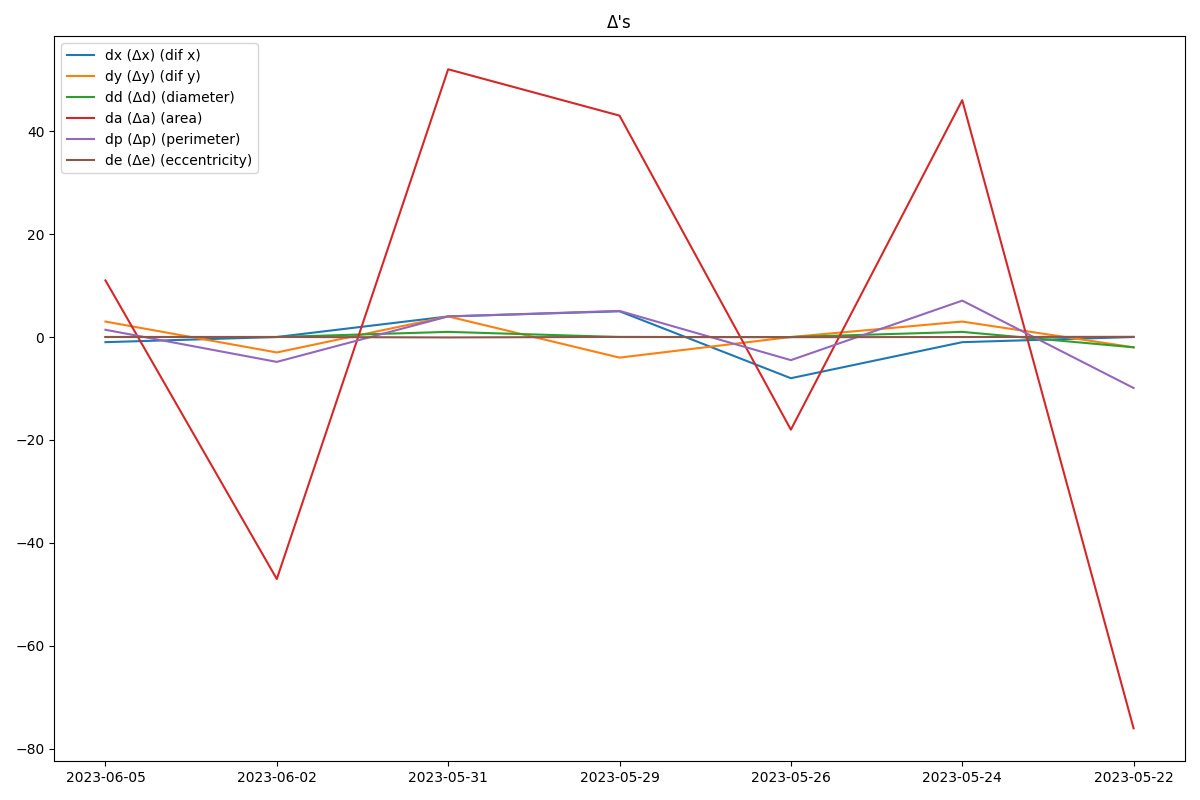 Δ's
dx (Δx) (dif x)
dy (Δy) (dif y)
dd (Δd) (diameter)
da (Δa) (area)
dp (Δp) (perimeter)
de (Δe) (eccentricity)
40
20
0
−20
−40
−60
−80
2023-06-05 2023-06-02 2023-05-31 2023-05-29 2023-05-26 2023-05-24 2023-05-22